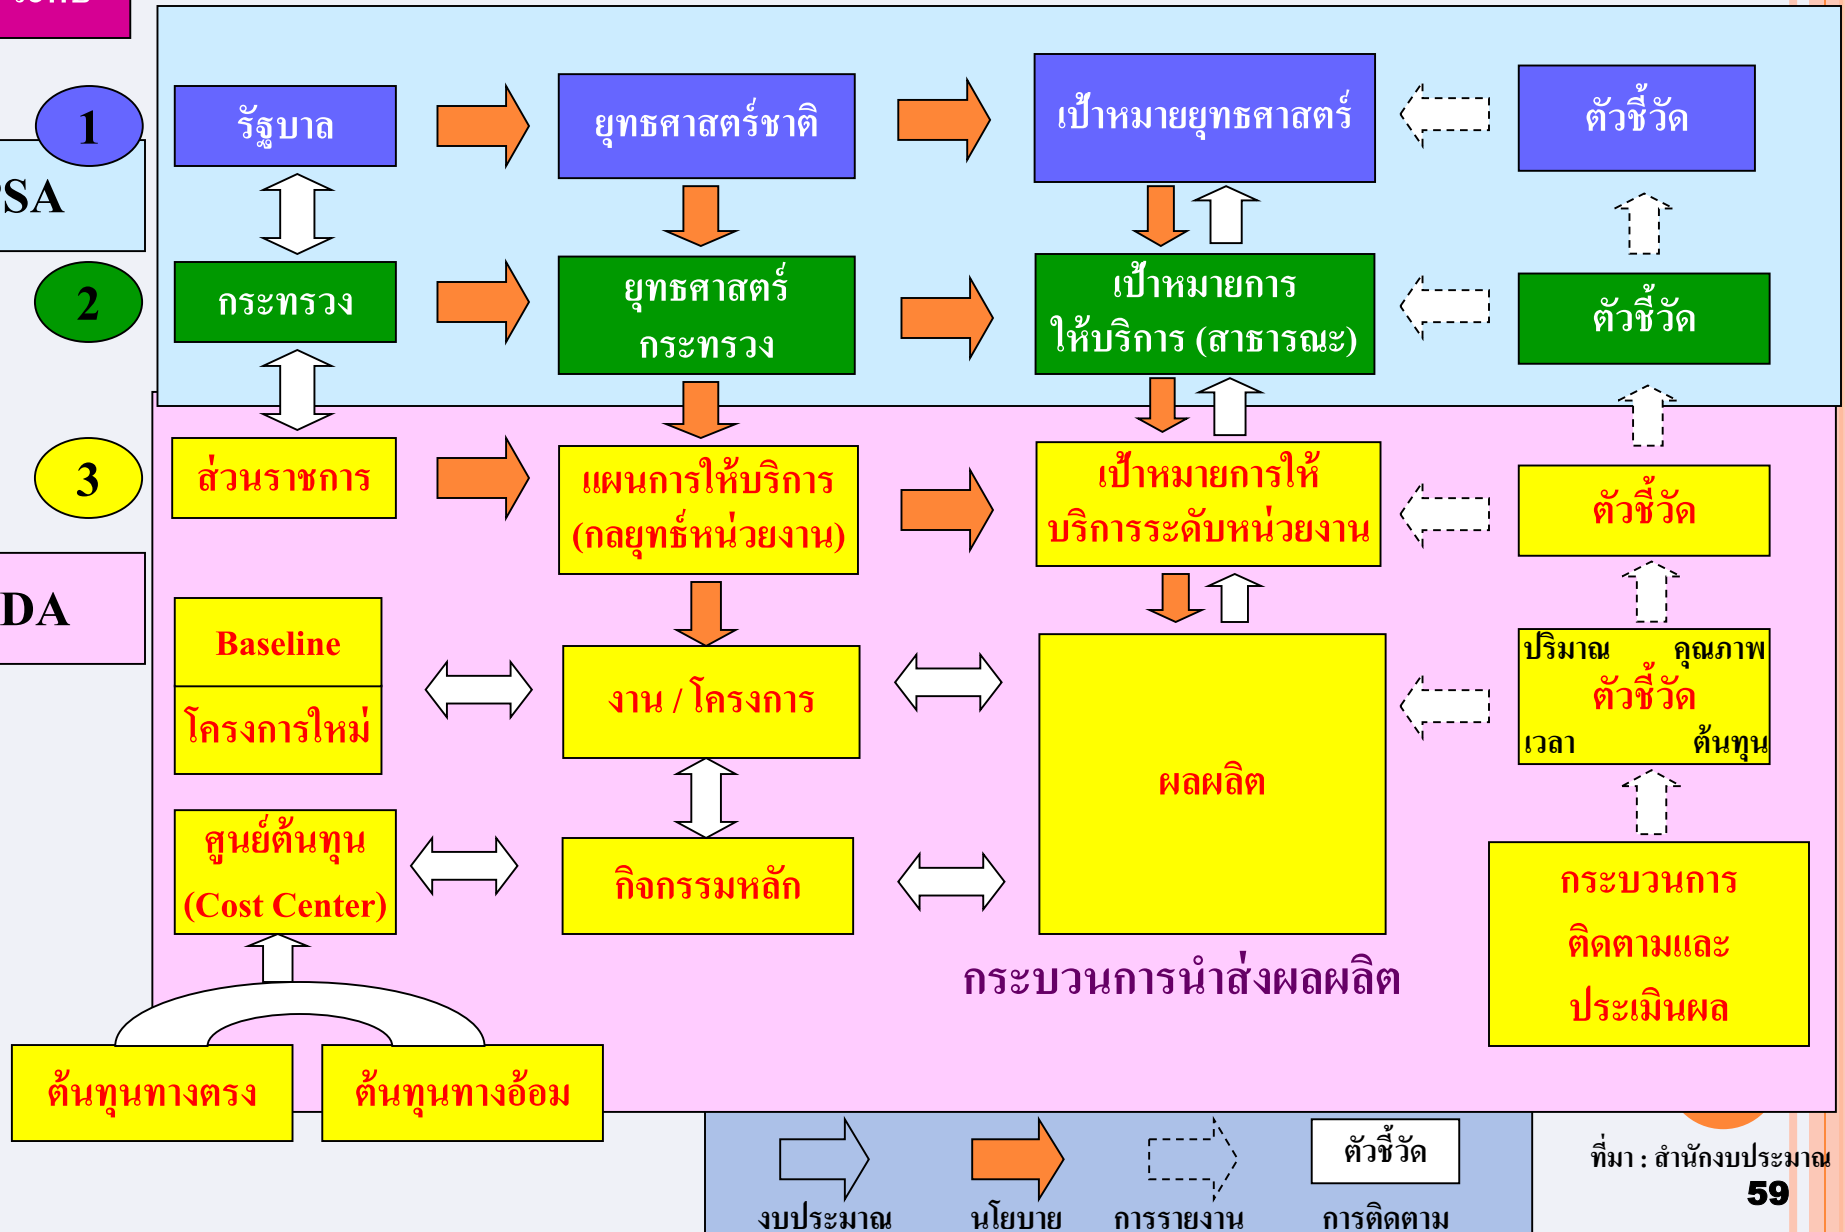 1
รัฐบาล
ยุทธศาสตร์ชาติ
เป้าหมายยุทธศาสตร์
ตัวชี้วัด
SA
2
กระทรวง
ยุทธศาสตร์
กระทรวง
เป้าหมายการ
ให้บริการ (สาธารณะ)
ตัวชี้วัด
3
ส่วนราชการ
แผนการให้บริการ
(กลยุทธ์หน่วยงาน)
เป้าหมายการให้
บริการระดับหน่วยงาน
ตัวชี้วัด
DA
Baseline
โครงการใหม่
งาน / โครงการ
ผลผลิต
ปริมาณ คุณภาพ
ตัวชี้วัด
เวลา ต้นทุน
ศูนย์ต้นทุน
(Cost Center)
กิจกรรมหลัก
กระบวนการ
ติดตามและ
ประเมินผล
กระบวนการนำส่งผลผลิต
ต้นทุนทางตรง
ต้นทุนทางอ้อม
ตัวชี้วัด
งบประมาณ
นโยบาย
การรายงาน
การติดตาม
ที่มา : สำนักงบประมาณ
59